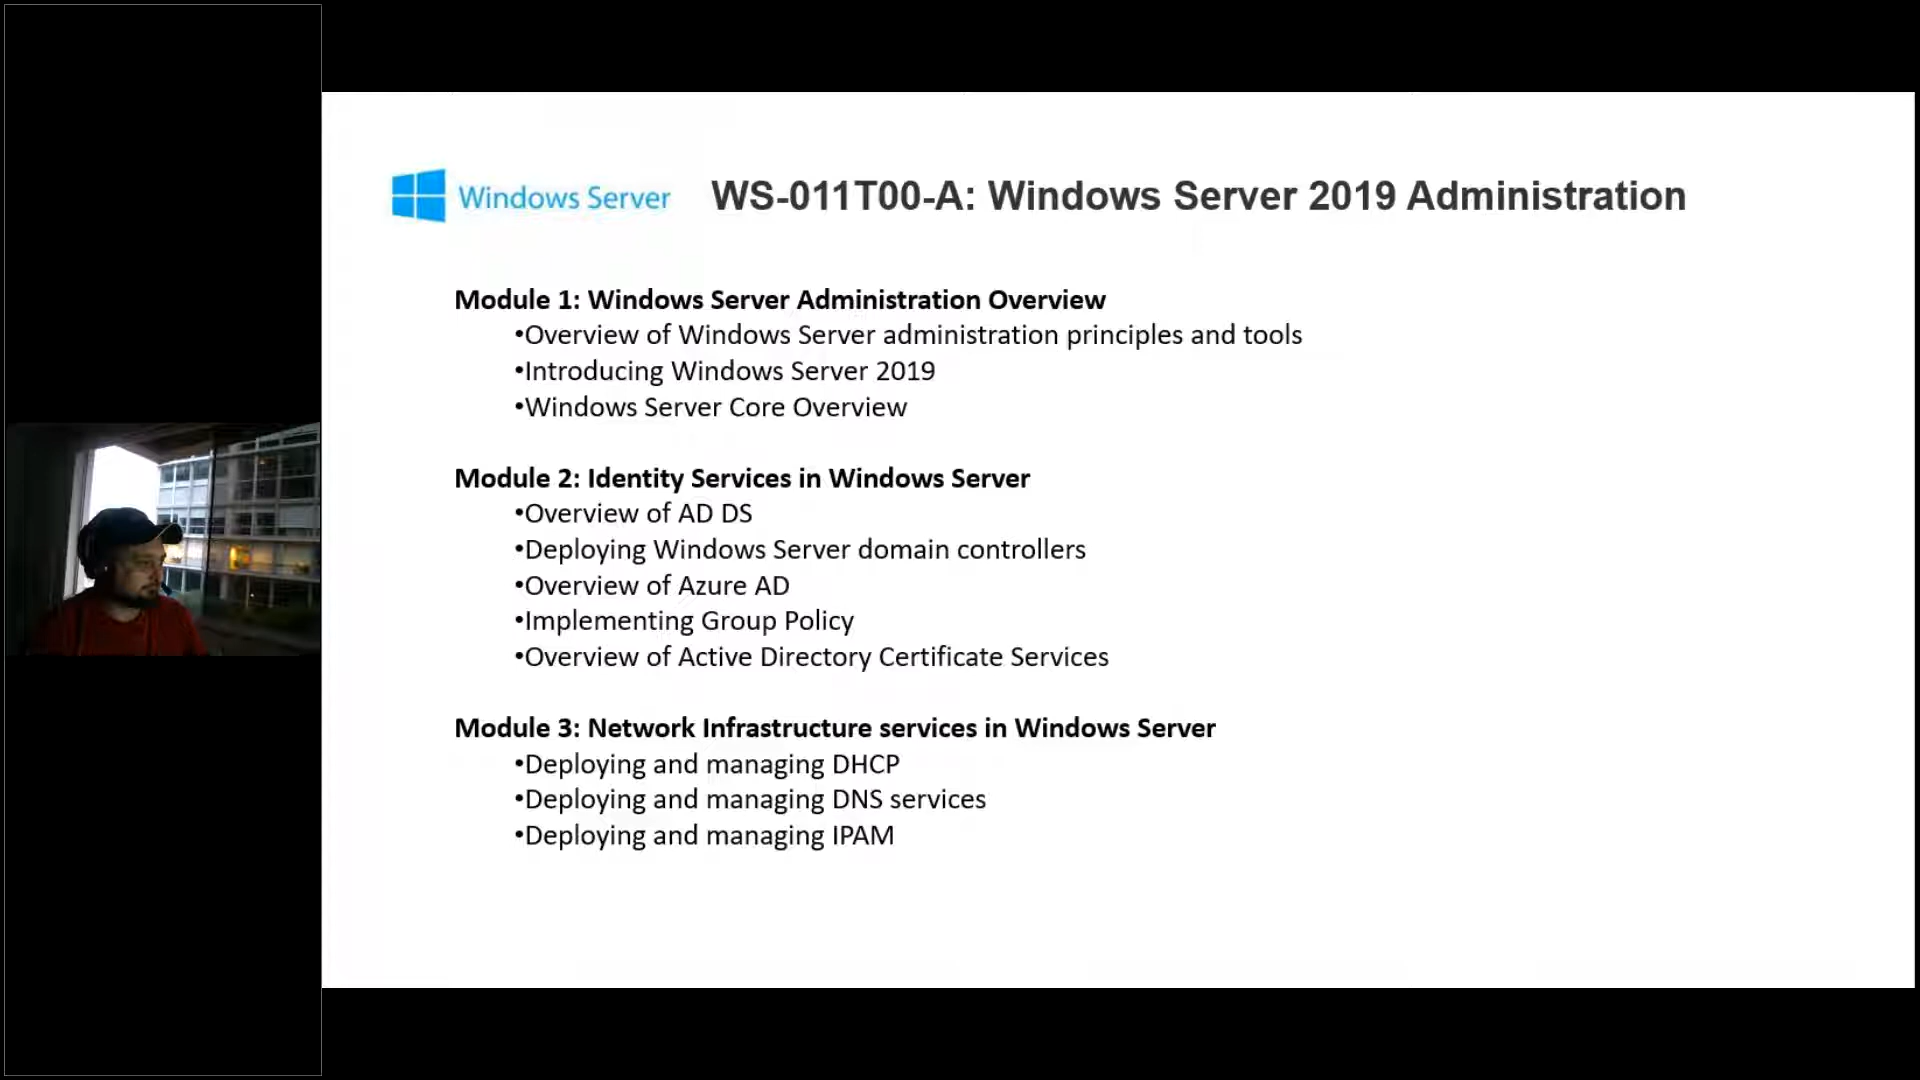 Windows Server
WS-011T00-A: Windows Server 2019 Administration
Module 1: Windows Server Administration Overview
•Overview of Windows Server administration principles and tools
•Introducing Windows Server 2019
•Windows Server Core Overview
Module 2: Identity Services in Windows Server
•Overview of AD DS
•Deploying Windows Server domain controllers
•Overview of Azure AD
•Implementing Group Policy
•Overview of Active Directory Certificate Services
Module 3: Network Infrastructure services in Windows Server
•Deploying and managing DHCP
•Deploying and managing DNS services
•Deploying and managing IPAM